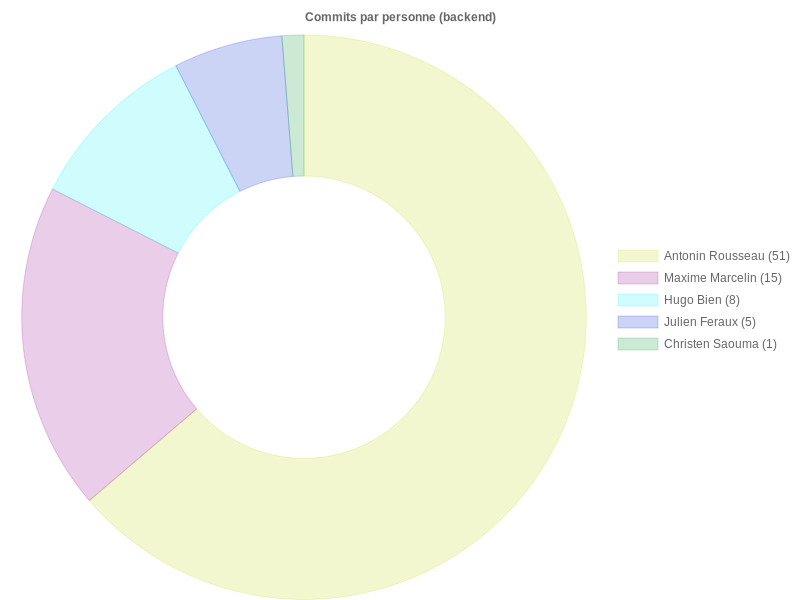 Commits par personne (backend)
Antonin Rousseau (51)
Maxime Marcelin (15)
Hugo Bien (8)
Julien Feraux (5)
Christen Saouma (1)